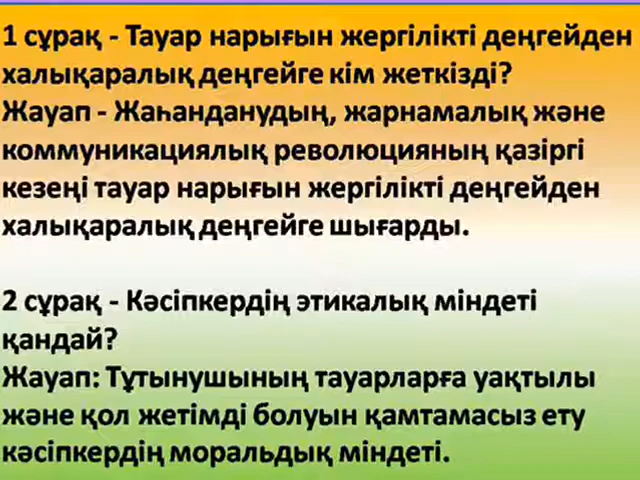 1 сұрақ - Тауар нарығын жергілікті деңгейден
халықаралық деңгейге кім жеткізді?
Жауап - Жаһанданудың, жарнамалық және
коммуникациялық революцияның қазіргі
кезеңі тауар нарығын жергілікті деңгейден
халықаралық деңгейге шығарды.
2 сұрақ - Кәсіпкердің этикалық міндеті
қандай?
Жауап: Тұтынушының тауарларға уақтылы
және қол жетімді болуын қамтамасыз ету
кәсіпкердің моральдық міндеті.